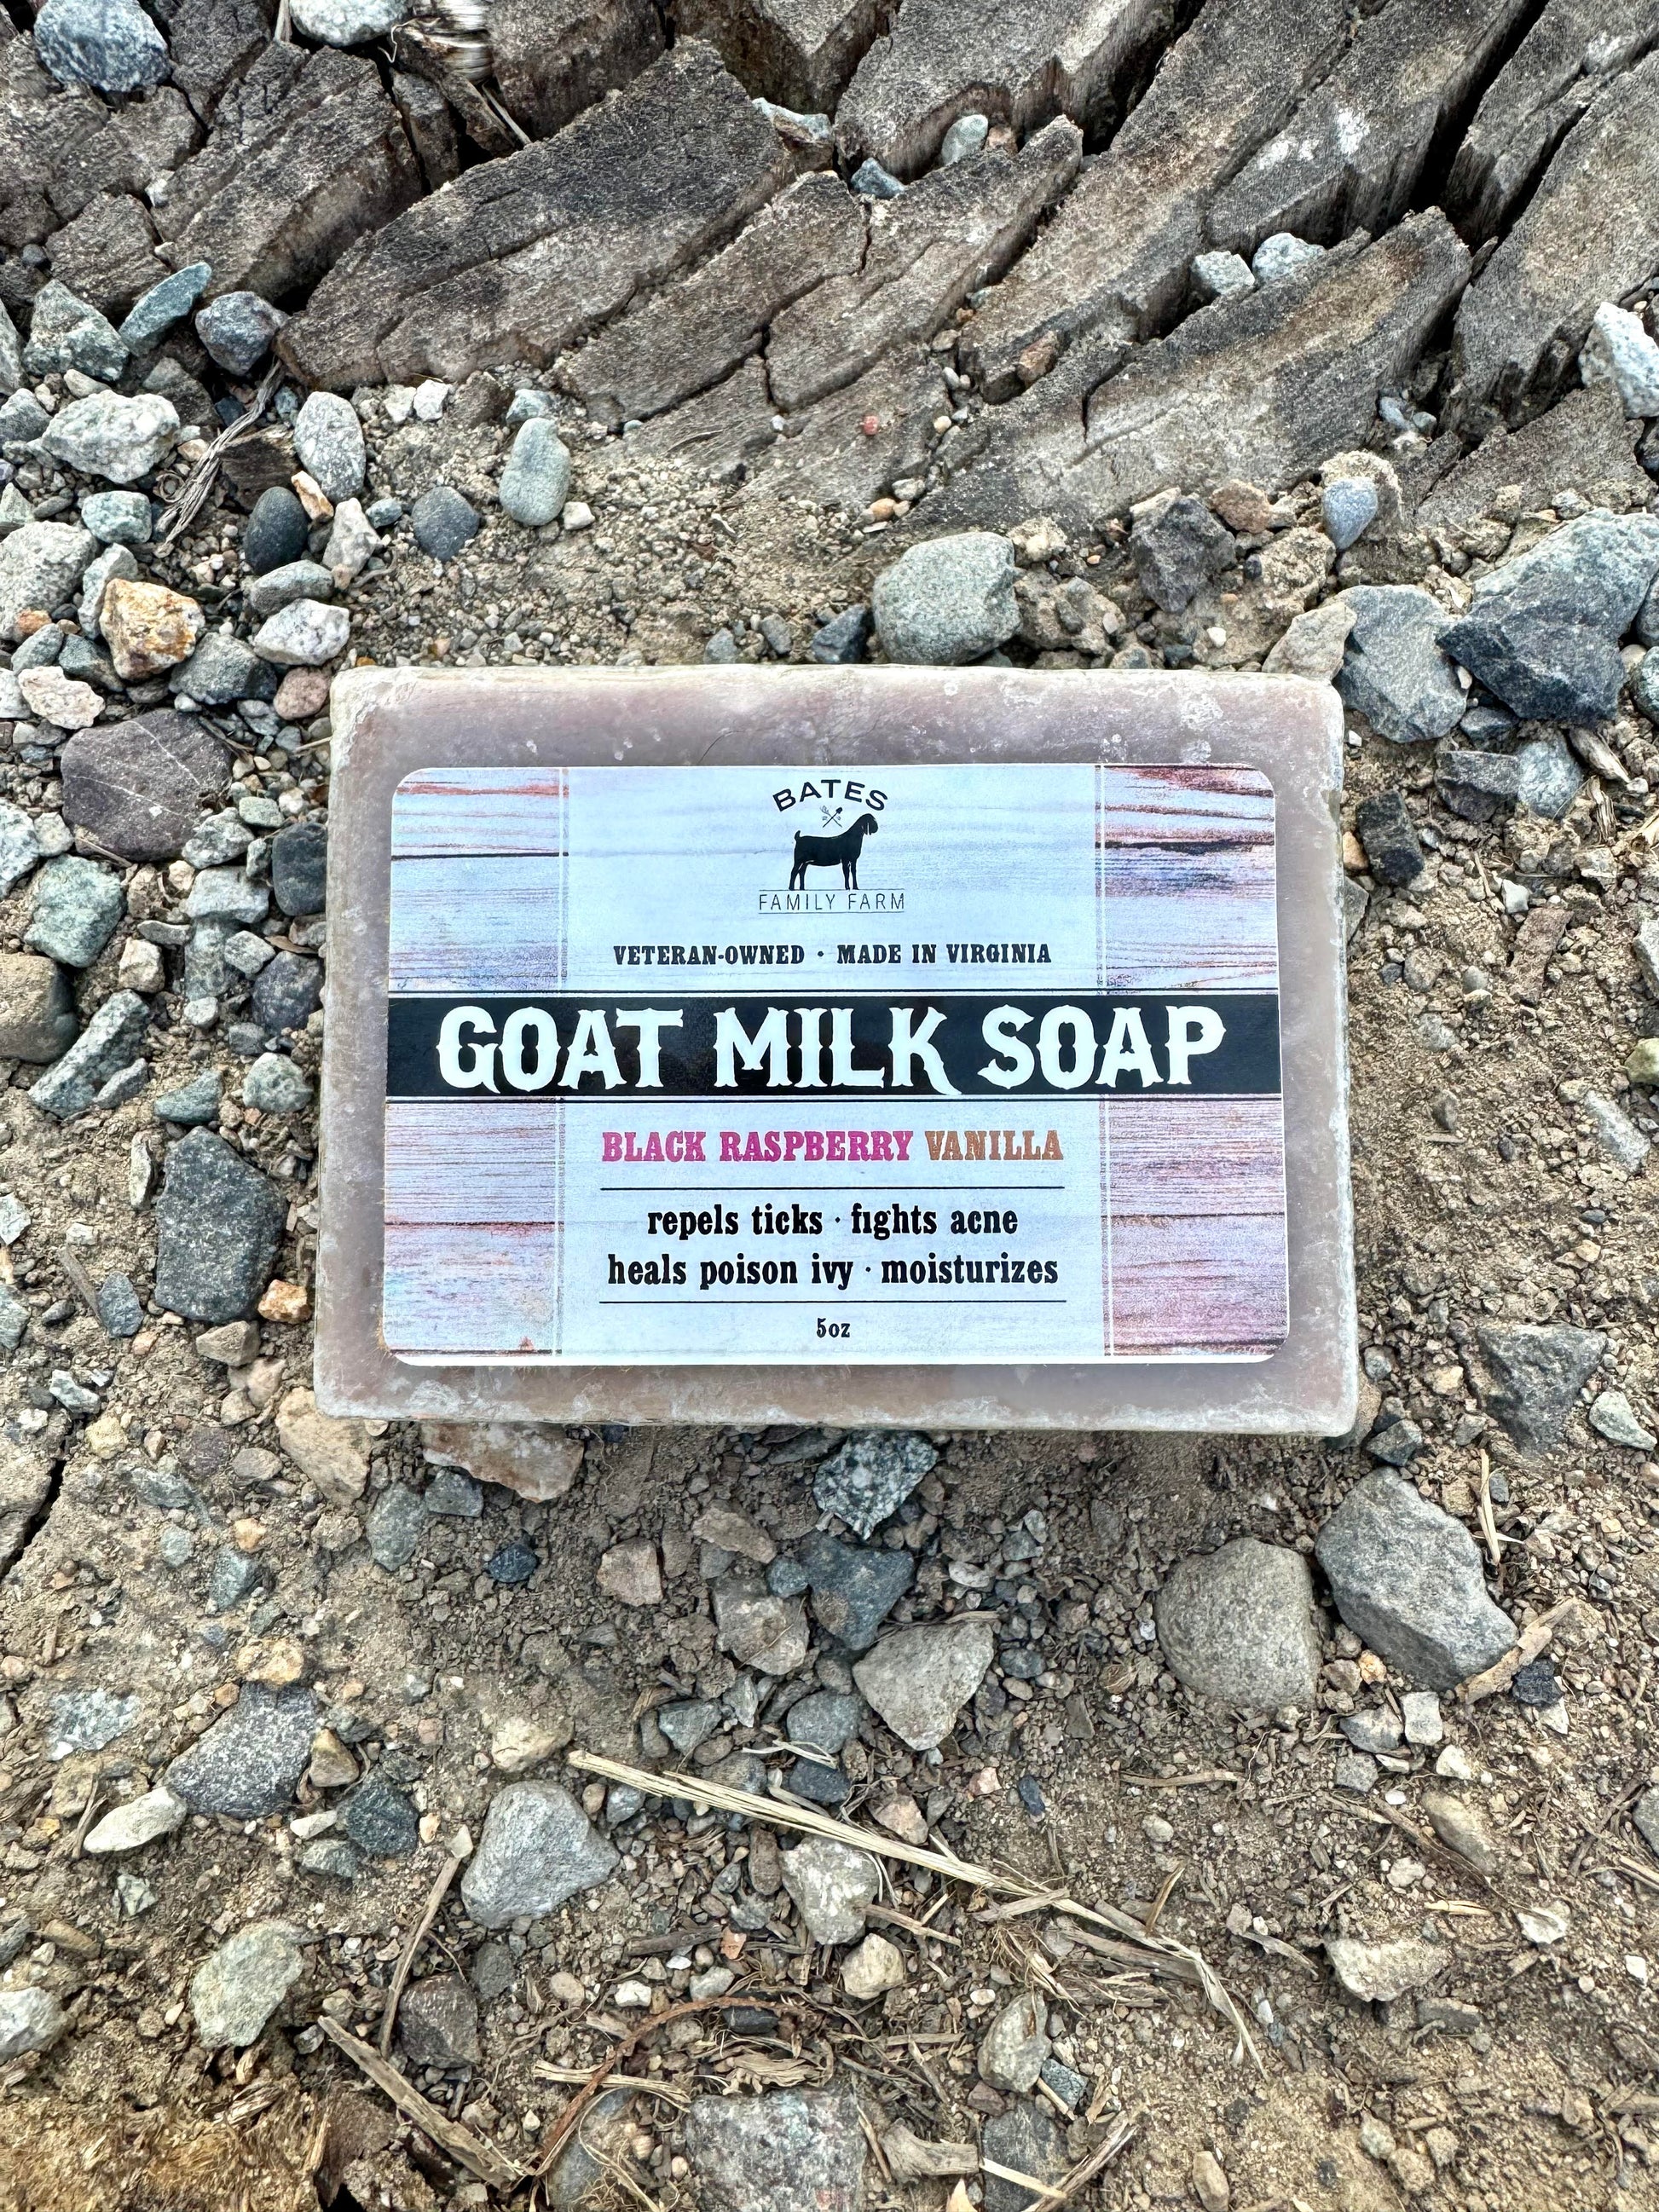 BATES
FAMILY FARM
VETERAN-OWNED · MADE IN VIRGINIA
GOAT MILK SOAP
BLACK RASPBERRY VANILLA
repels ticks · fights acne
heals poison ivy · moisturizes
5oz